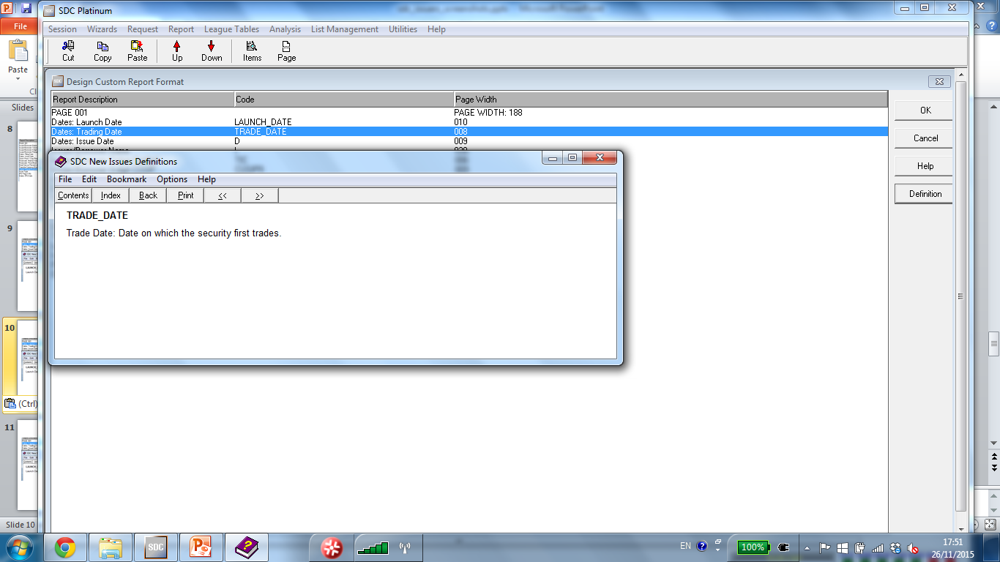 SDC Platinum
File
Session Wizards Request Report League Tables Analysis List Management Utilities Help
Cut Copy Paste Up Down Items Page
Paste
Slides
8
9
10
(Ctrl)
11
Slide 10
Design Custom Report Format
Report Description Code Page Width
PAGE 001 PAGE WIDTH: 188
Dates: Launch Date LAUNCH_DATE 010
Dates: Trading Date TRADE_DATE 008
Dates: Issue Date D 009
OK
Cancel
Help
Definition
SDC New Issues Definitions
File Edit Bookmark Options Help
Contents Index Back Print << >>
TRADE_DATE
Trade Date: Date on which the security first trades.
SDC
EN
100%
17:51
26/11/2015